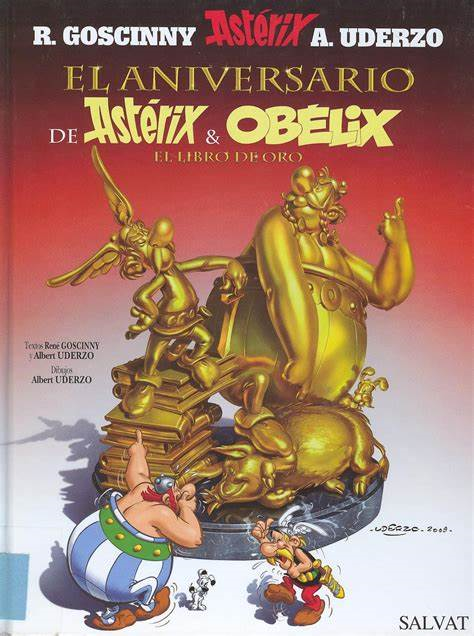 R. GOSCINNY Astérix A. UDERZO
EL ANIVERSARIO
DE Astérix & OBÉLIX
EL LIBRO DE ORO
Textos René GOSCINNY
y Albert UDERZO
Dibujos
Albert UDERZO
-UDERZO-2009-
SALVAT